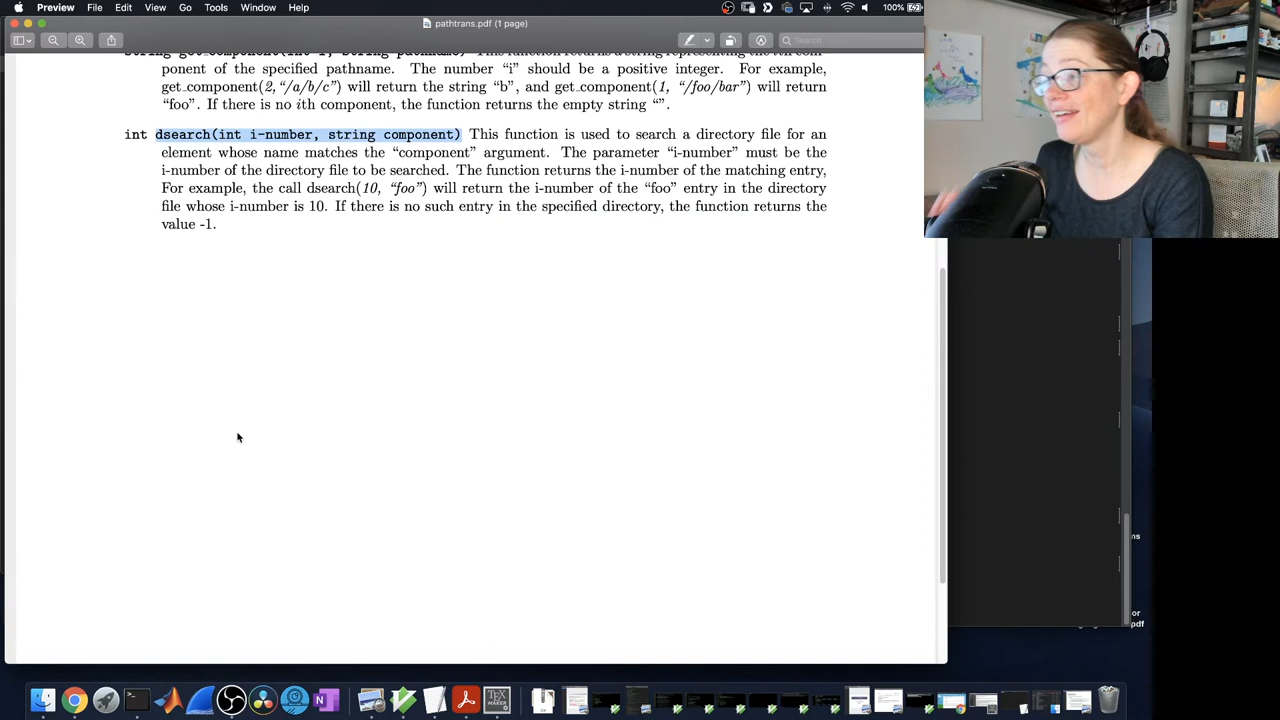 Preview File Edit View Go Tools Window Help 100%
pathtrans.pdf (1 page)
Search
ponent of the specified pathname. The number “i” should be a positive integer. For example,
get_component(2,“/a/b/c”) will return the string “b”, and get_component(1, “/foo/bar”) will return
“foo”. If there is no ith component, the function returns the empty string “”.
int dsearch(int i-number, string component) This function is used to search a directory file for an
element whose name matches the “component” argument. The parameter “i-number” must be the
i-number of the directory file to be searched. The function returns the i-number of the matching entry,
For example, the call dsearch(10, “foo”) will return the i-number of the “foo” entry in the directory
file whose i-number is 10. If there is no such entry in the specified directory, the function returns the
value -1.
ms
or
pdf
TEX
MAKER